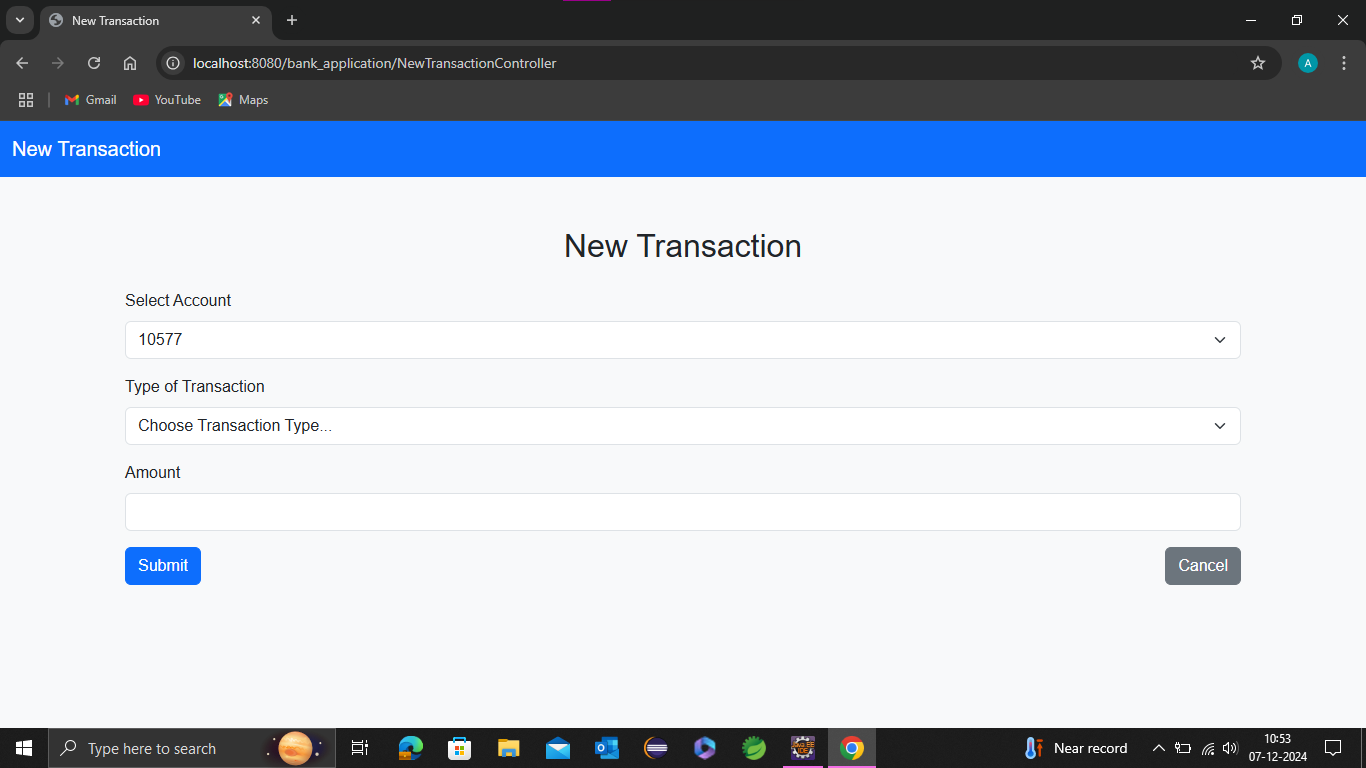 New Transaction
localhost:8080/bank_application/NewTransactionController
A
Gmail YouTube Maps
New Transaction
New Transaction
Select Account
10577
Type of Transaction
Choose Transaction Type...
Amount
Submit Cancel
Type here to search
Near record
10:53
07-12-2024